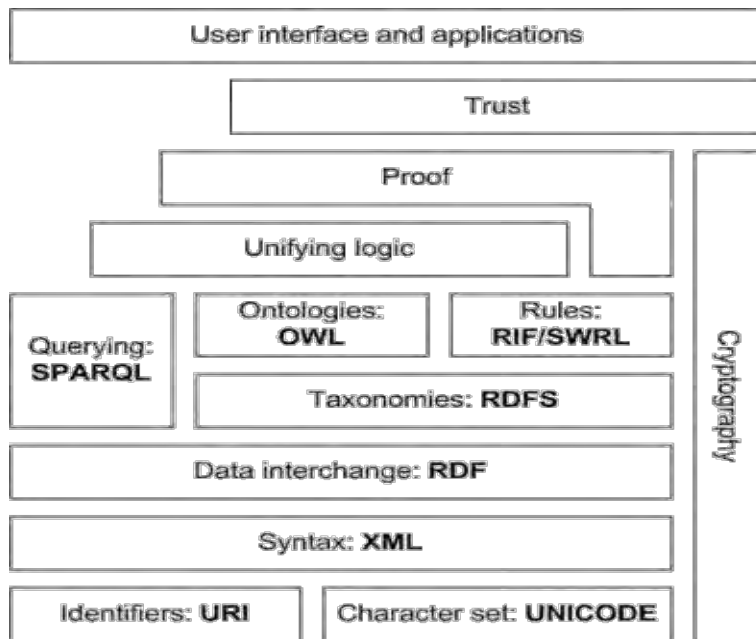 User interface and applications
Trust
Proof
Unifying logic
Querying:
SPARQL
Ontologies:
OWL
Rules:
RIF/SWRL
Taxonomies: RDFS
Data interchange: RDF
Syntax: XML
Identifiers: URI
Character set: UNICODE
Cryptography